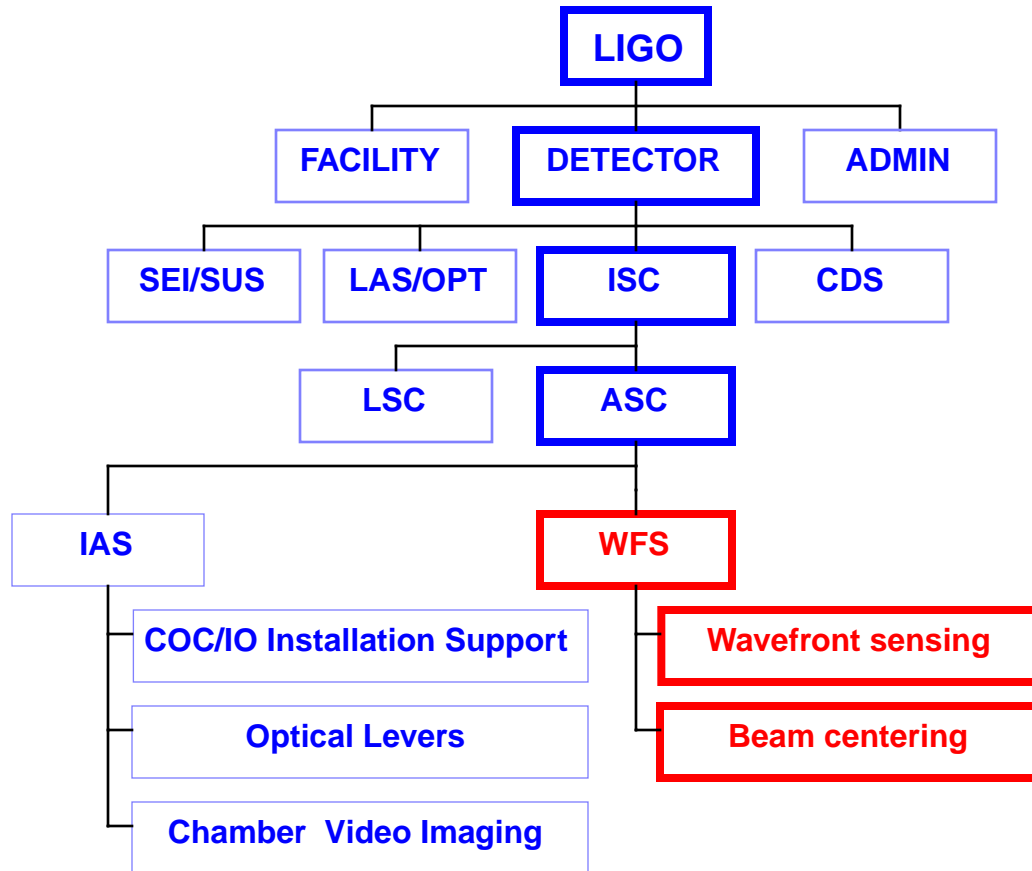 LIGO
FACILITY
DETECTOR
ADMIN
SEI/SUS
LAS/OPT
ISC
CDS
LSC
ASC
IAS
WFS
COC/IO Installation Support
Wavefront sensing
Optical Levers
Beam centering
Chamber Video Imaging